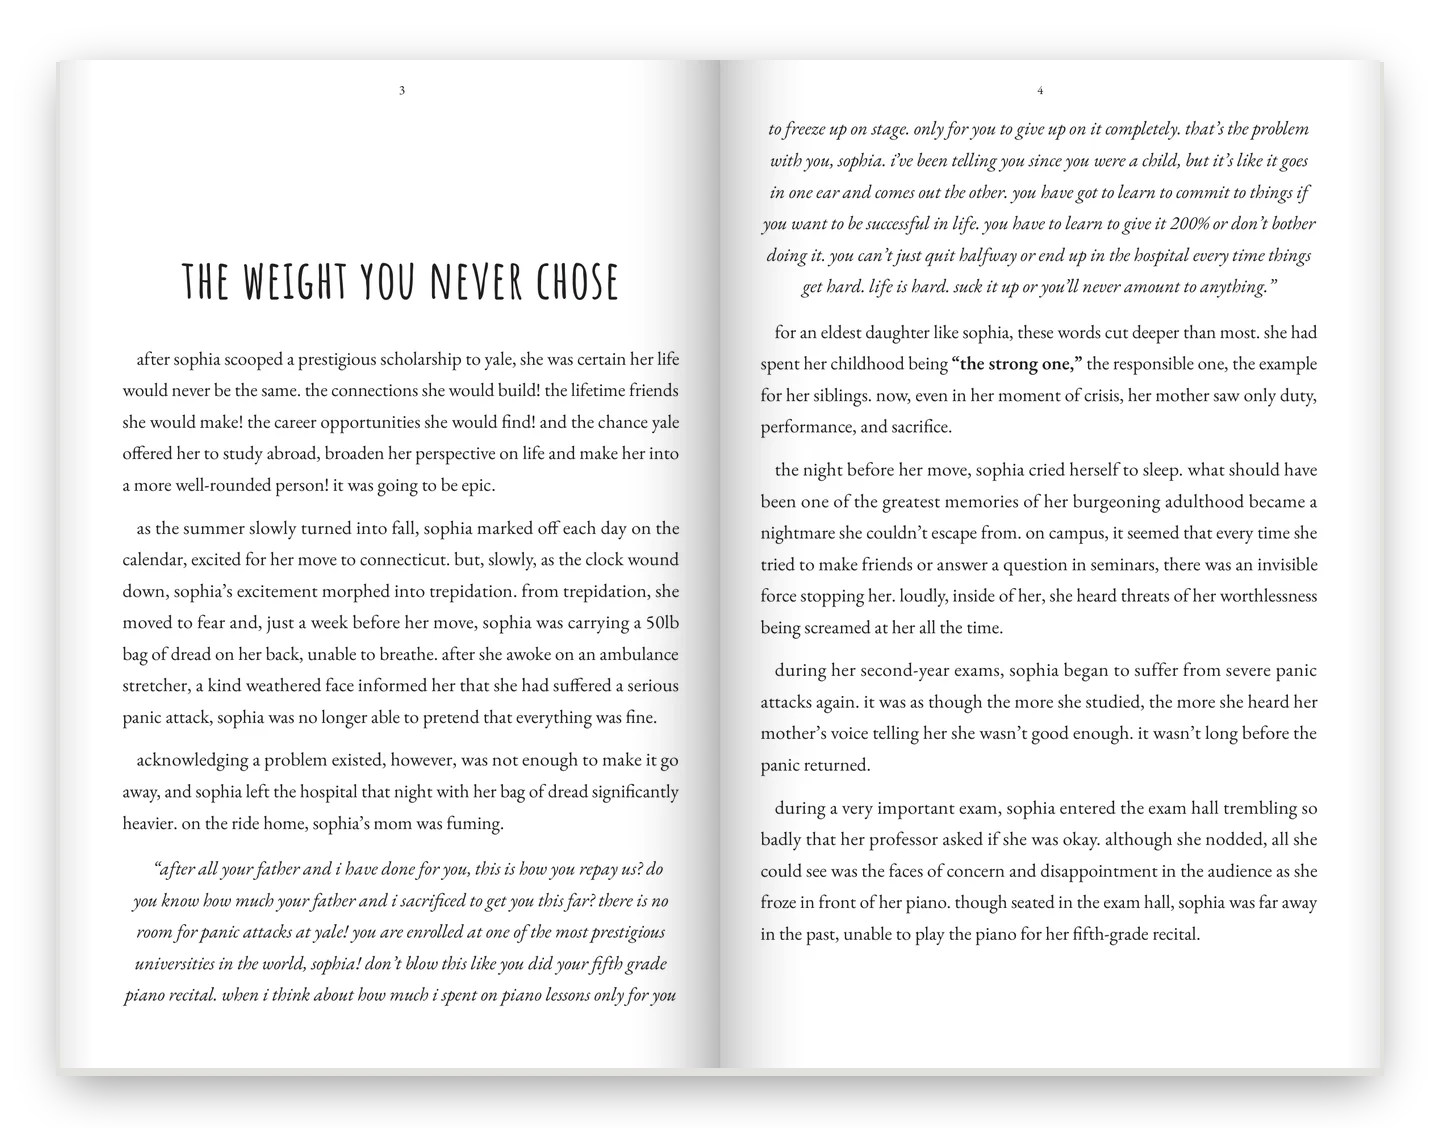 3
THE WEIGHT YOU NEVER CHOSE
after sophia scooped a prestigious scholarship to yale, she was certain her life
would never be the same. the connections she would build! the lifetime friends
she would make! the career opportunities she would find! and the chance yale
offered her to study abroad, broaden her perspective on life and make her into
a more well-rounded person! it was going to be epic.
as the summer slowly turned into fall, sophia marked off each day on the
calendar, excited for her move to connecticut. but, slowly, as the clock wound
down, sophia’s excitement morphed into trepidation. from trepidation, she
moved to fear and, just a week before her move, sophia was carrying a 50lb
bag of dread on her back, unable to breathe. after she awoke on an ambulance
stretcher, a kind weathered face informed her that she had suffered a serious
panic attack, sophia was no longer able to pretend that everything was fine.
acknowledging a problem existed, however, was not enough to make it go
away, and sophia left the hospital that night with her bag of dread significantly
heavier. on the ride home, sophia’s mom was fuming.
“after all your father and i have done for you, this is how you repay us? do
you know how much your father and i sacrificed to get you this far? there is no
room for panic attacks at yale! you are enrolled at one of the most prestigious
universities in the world, sophia! don’t blow this like you did your fifth grade
piano recital. when i think about how much i spent on piano lessons only for you
4
to freeze up on stage. only for you to give up on it completely. that’s the problem
with you, sophia. i’ve been telling you since you were a child, but it’s like it goes
in one ear and comes out the other. you have got to learn to commit to things if
you want to be successful in life. you have to learn to give it 200% or don’t bother
doing it. you can’t just quit halfway or end up in the hospital every time things
get hard. life is hard. suck it up or you’ll never amount to anything.”
for an eldest daughter like sophia, these words cut deeper than most. she had
spent her childhood being “the strong one,” the responsible one, the example
for her siblings. now, even in her moment of crisis, her mother saw only duty,
performance, and sacrifice.
the night before her move, sophia cried herself to sleep. what should have
been one of the greatest memories of her burgeoning adulthood became a
nightmare she couldn’t escape from. on campus, it seemed that every time she
tried to make friends or answer a question in seminars, there was an invisible
force stopping her. loudly, inside of her, she heard threats of her worthlessness
being screamed at her all the time.
during her second-year exams, sophia began to suffer from severe panic
attacks again. it was as though the more she studied, the more she heard her
mother’s voice telling her she wasn’t good enough. it wasn’t long before the
panic returned.
during a very important exam, sophia entered the exam hall trembling so
badly that her professor asked if she was okay. although she nodded, all she
could see was the faces of concern and disappointment in the audience as she
froze in front of her piano. though seated in the exam hall, sophia was far away
in the past, unable to play the piano for her fifth-grade recital.